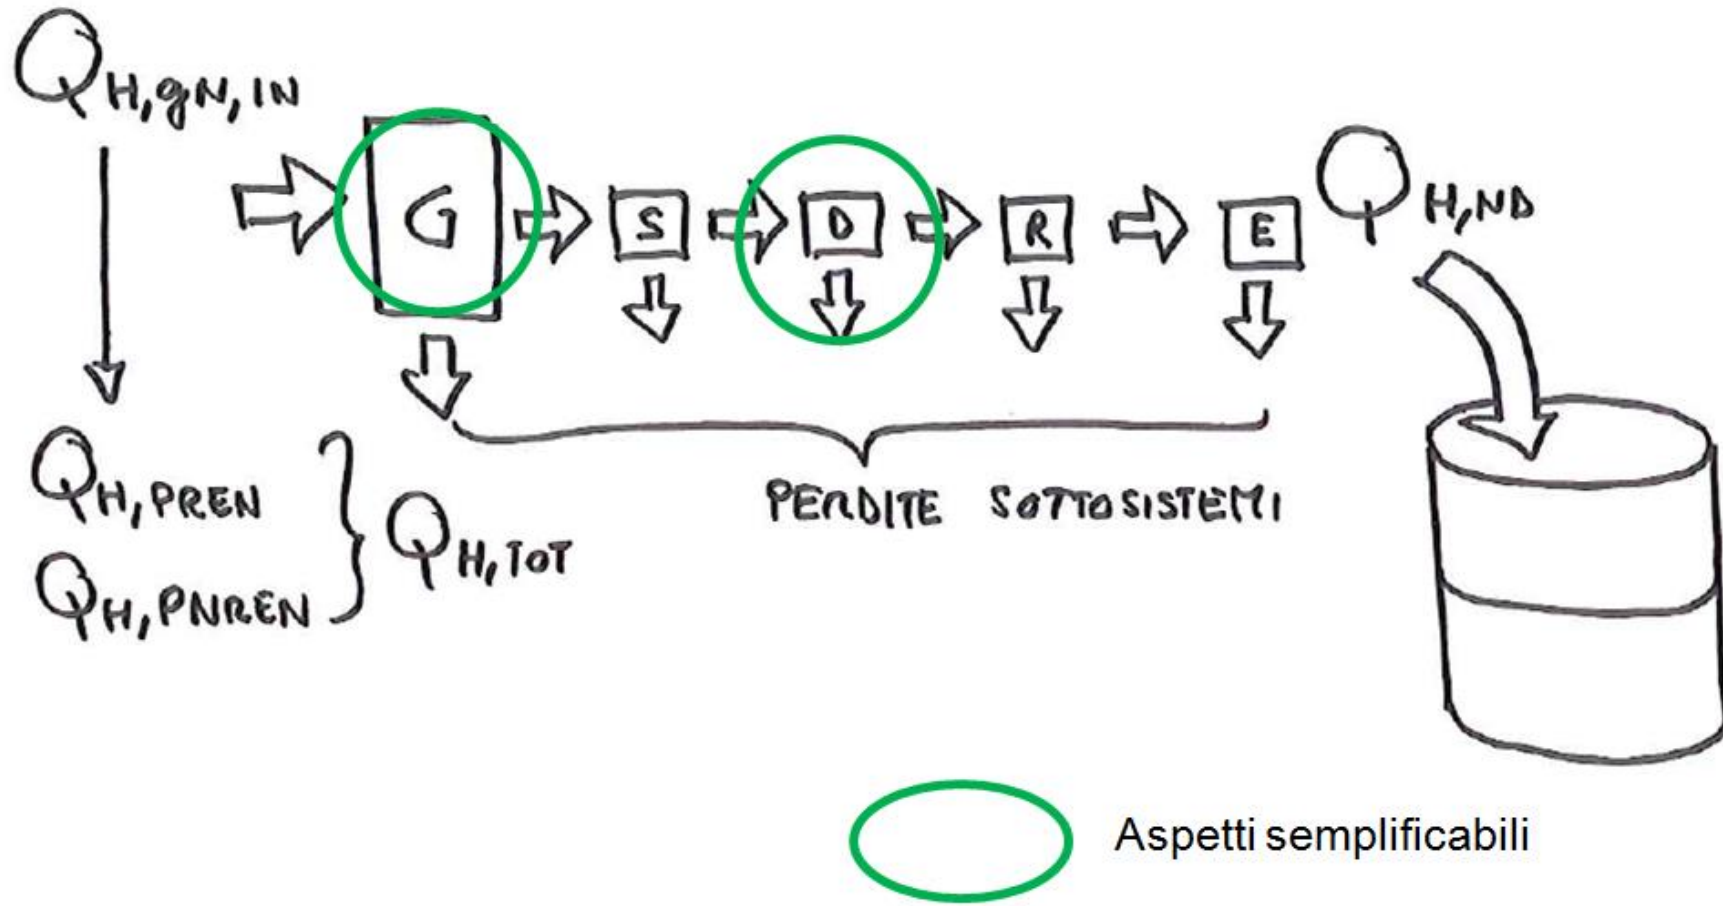 QH,gN,IN
G
S
D
R
E
QH,ND
QH,PREN
QH,PNREN
QH,TOT
PERDITE SOTTOSISTEMI
Aspetti semplificabili